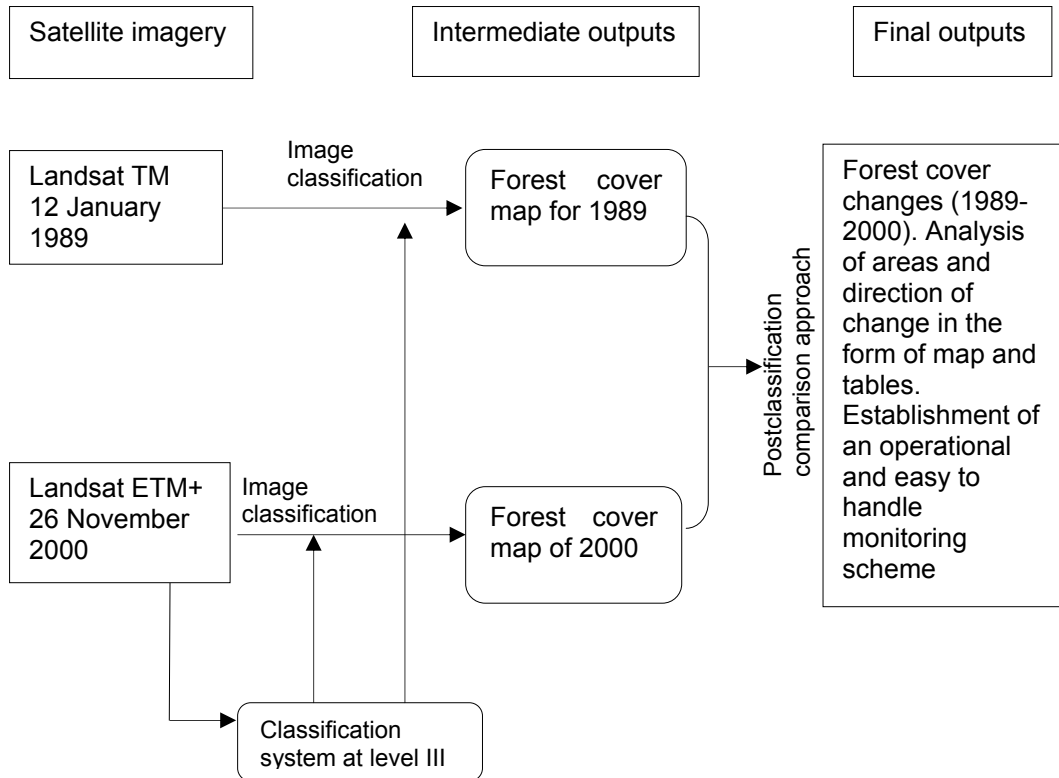 Satellite imagery
Intermediate outputs
Final outputs
Landsat TM
12 January
1989
Image
classification
Forest cover
map for 1989
Postclassification
comparison approach
Forest cover
changes (1989-
2000). Analysis
of areas and
direction of
change in the
form of map and
tables.
Establishment of
an operational
and easy to
handle
monitoring
scheme
Landsat ETM+
26 November
2000
Image
classification
Forest cover
map of 2000
Classification
system at level III